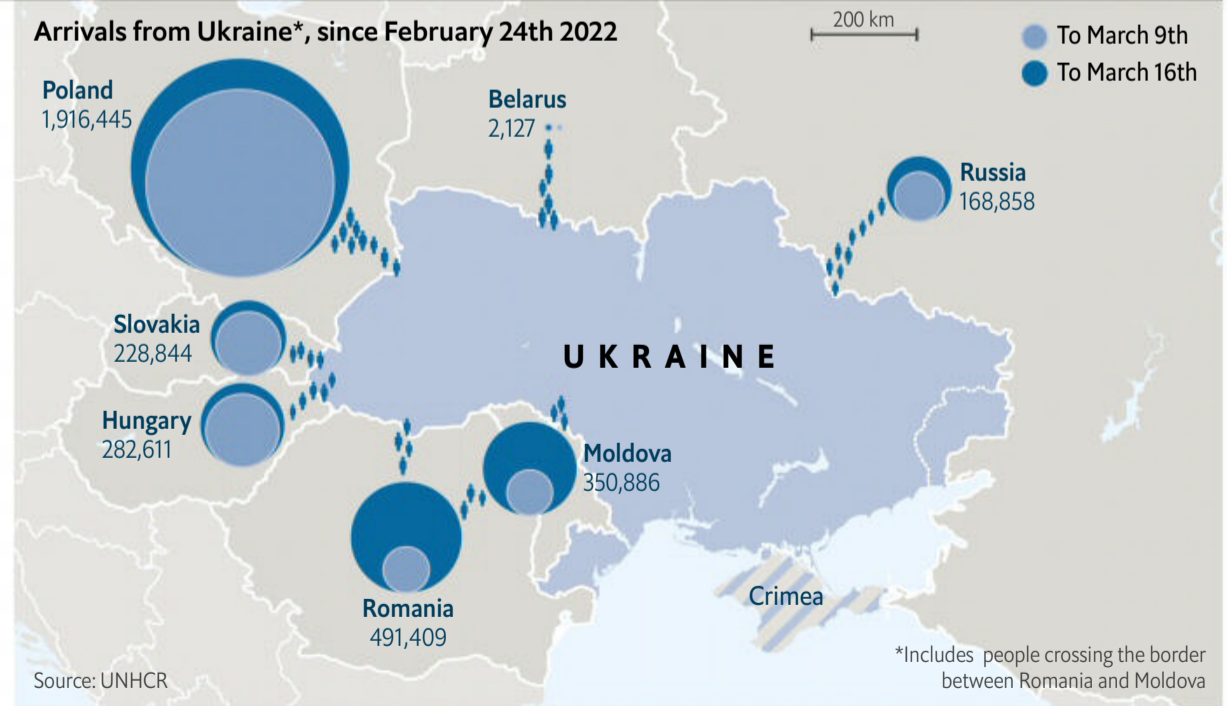 Arrivals from Ukraine*, since February 24th 2022
200 km
To March 9th
To March 16th
Poland
1,916,445
Belarus
2,127
Russia
168,858
Slovakia
228,844
UKRAINE
Hungary
282,611
Moldova
350,886
Romania
491,409
Crimea
*Includes people crossing the border
between Romania and Moldova
Source: UNHCR